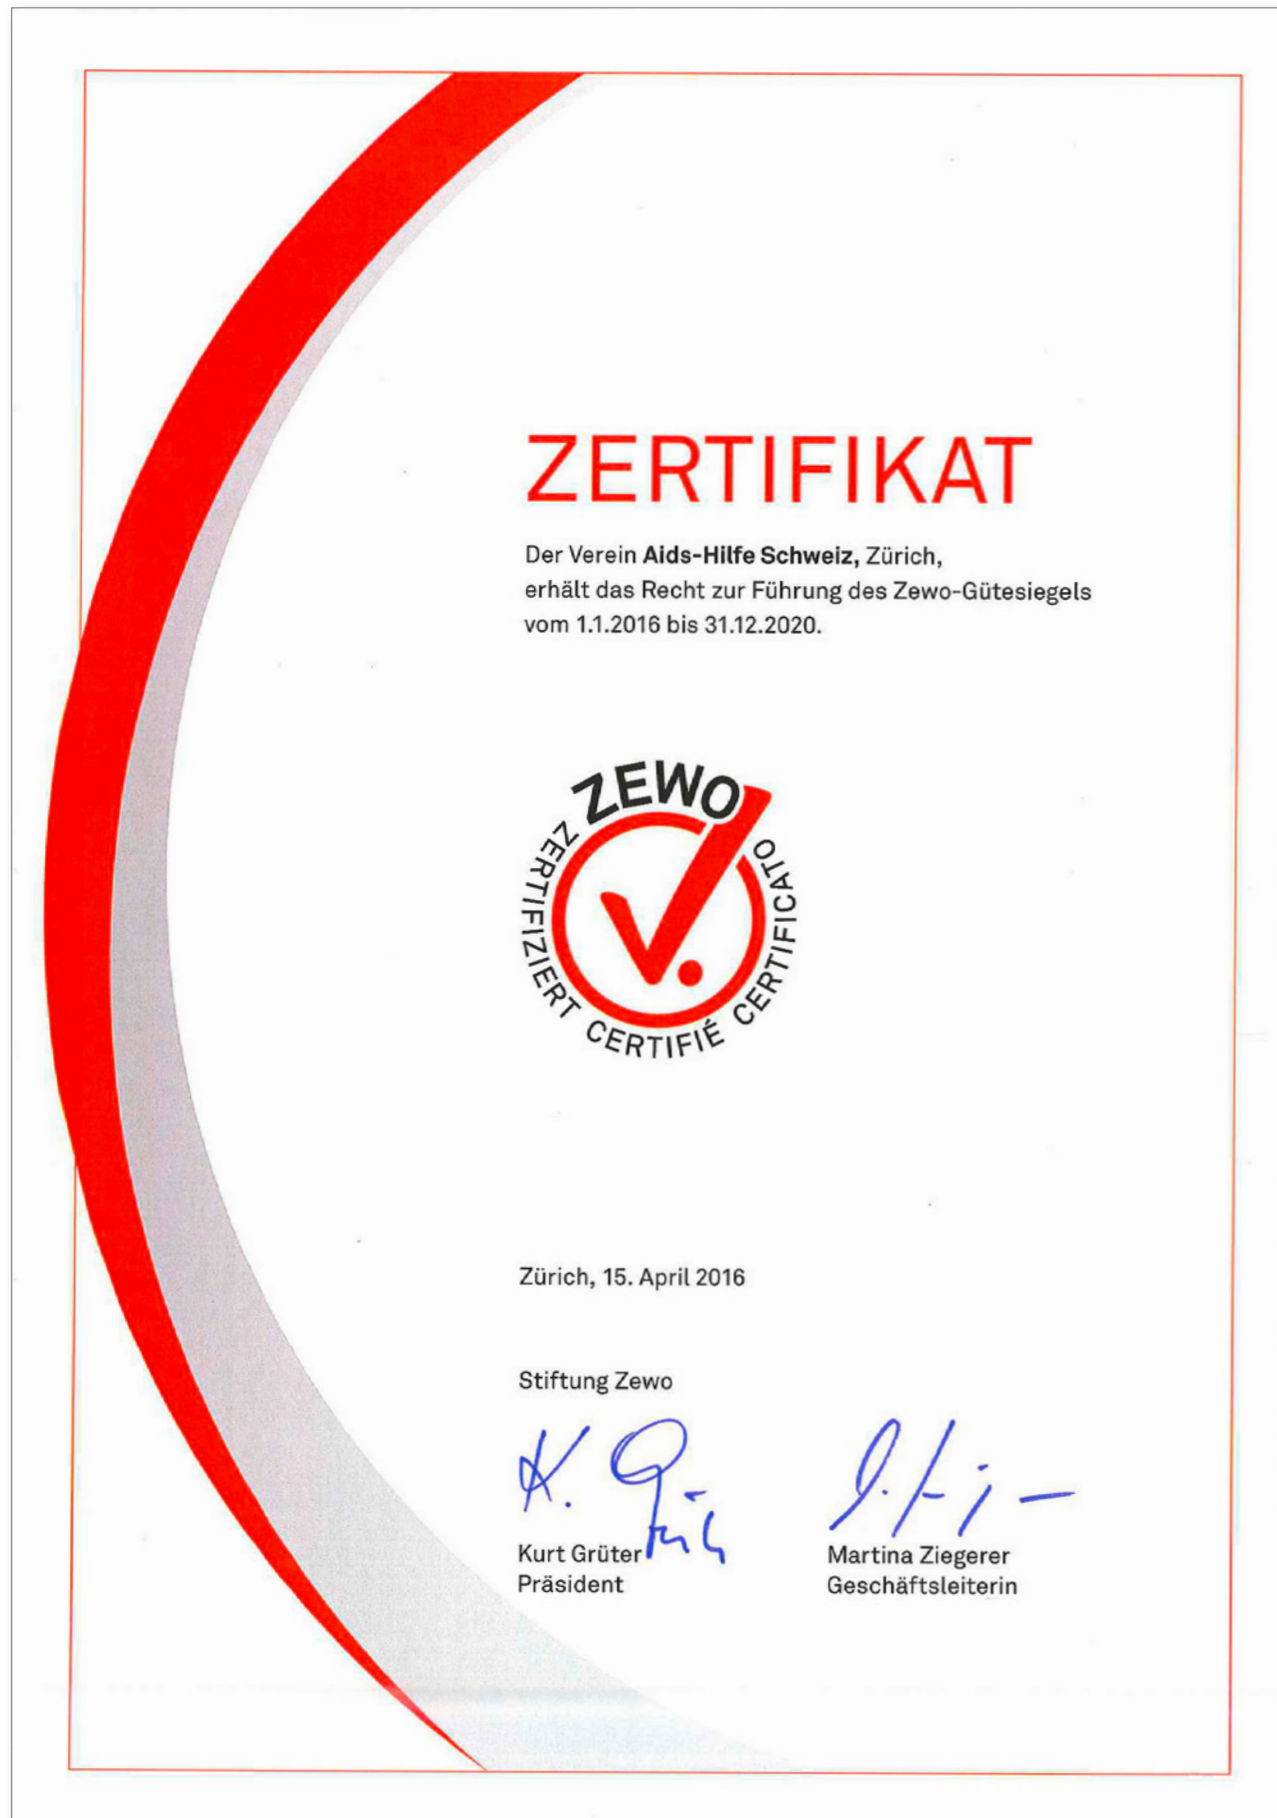 ZERTIFIKAT
Der Verein Aids-Hilfe Schweiz, Zürich,
erhält das Recht zur Führung des Zewo-Gütesiegels
vom 1.1.2016 bis 31.12.2020.
ZEWO
ZERTIFIZIERT CERTIFIÉ CERTIFICATO
Zürich, 15. April 2016
Stiftung Zewo
Kurt Grüter
Präsident
Martina Ziegerer
Geschäftsleiterin